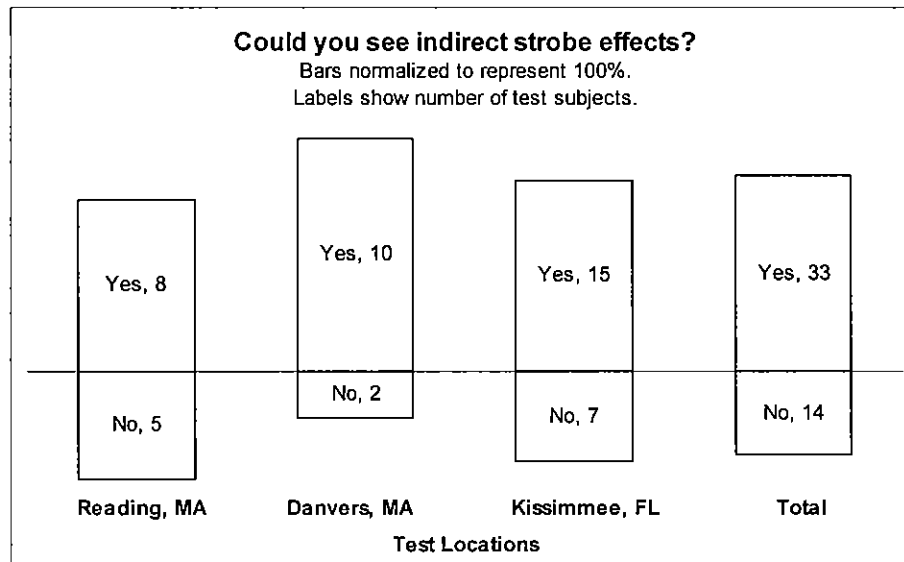 Could you see indirect strobe effects?
Bars normalized to represent 100%.
Labels show number of test subjects.
Yes, 8
Yes, 10
Yes, 15
Yes, 33
No, 5
No, 2
No, 7
No, 14
Reading, MA
Danvers, MA
Kissimmee, FL
Total
Test Locations